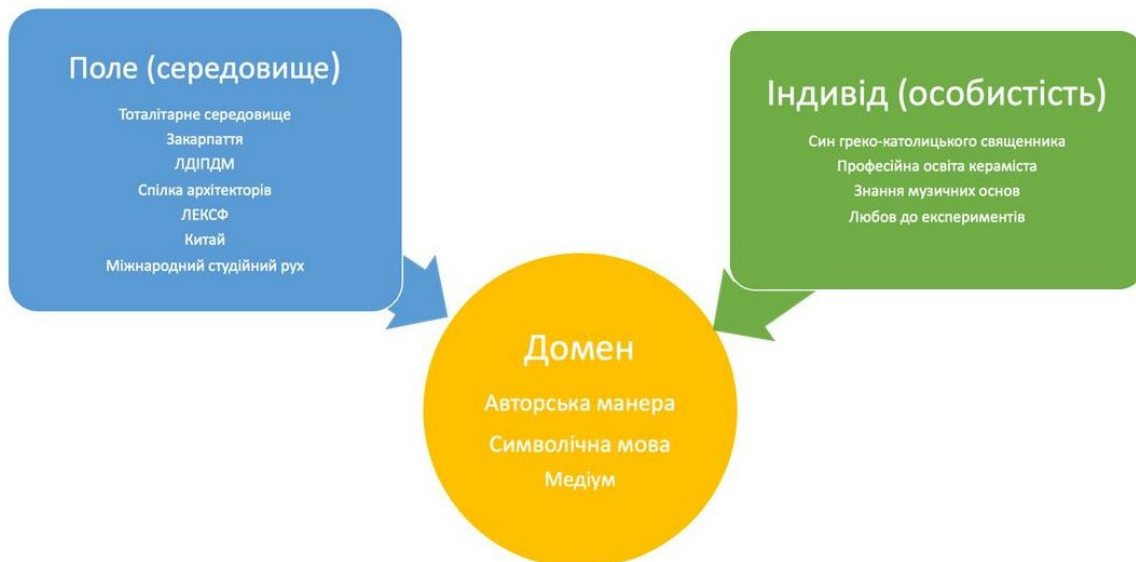 Поле (середовище)
Тоталітарне середовище
Закарпаття
ЛДІПДМ
Спілка архітекторів
ЛЕКСФ
Китай
Міжнародний студійний рух
Індивід (особистість)
Син греко-католицького священника
Професійна освіта кераміста
Знання музичних основ
Любов до експериментів
Домен
Авторська манера
Символічна мова
Медіум